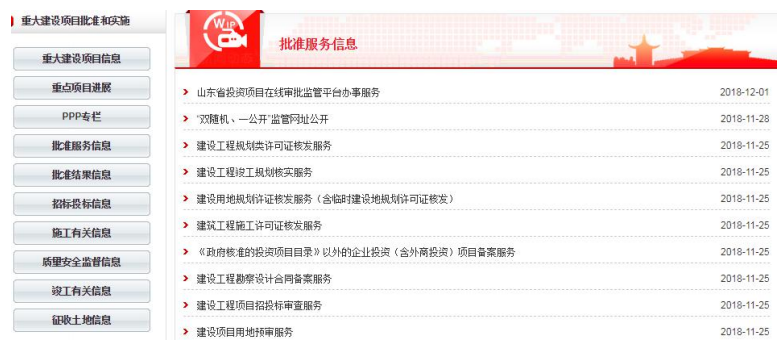 重大建设项目批准和实施
重大建设项目信息
重点项目进展
PPP专栏
批准服务信息
批准结果信息
招标投标信息
施工有关信息
质量安全监督信息
竣工有关信息
征收土地信息
WIP
批准服务信息
山东省投资项目在线审批监管平台办事服务 2018-12-01
“双随机、一公开”监管网址公开 2018-11-28
建设工程规划类许可证核发服务 2018-11-25
建设工程竣工规划核实服务 2018-11-25
建设用地规划许证核发服务（含临时建设地规划许可证核发） 2018-11-25
建筑工程施工许可证核发服务 2018-11-25
《政府核准的投资项目目录》以外的企业投资（含外商投资）项目备案服务 2018-11-25
建设工程勘察设计合同备案服务 2018-11-25
建设工程项目招投标审查服务 2018-11-25
建设项目用地预审服务 2018-11-25